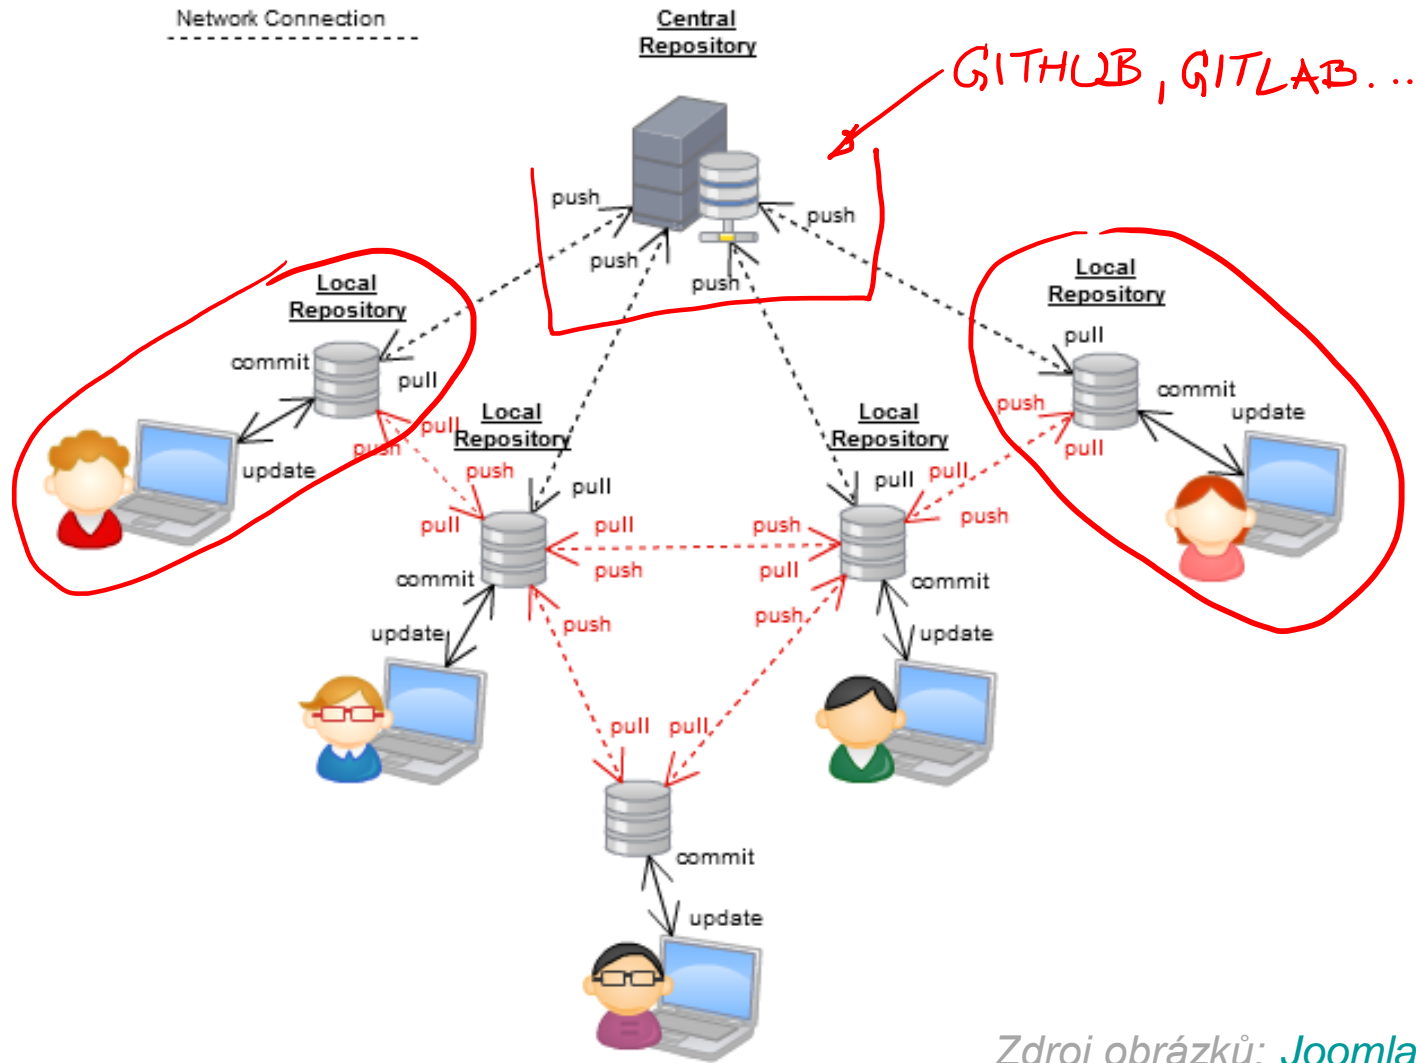 Network Connection
Central
Repository
GITHUB, GITLAB...
push
push
push
push
Local
Repository
commit
pull
update
Local
Repository
pull
commit
update
push
pull
pull
push
Local
Repository
push
pull
pull
commit
update
Local
Repository
pull
pull
push
commit
update
pull
push
push
pull
push
push
pull
pull
commit
update
Zdroj obrázků: Joomla